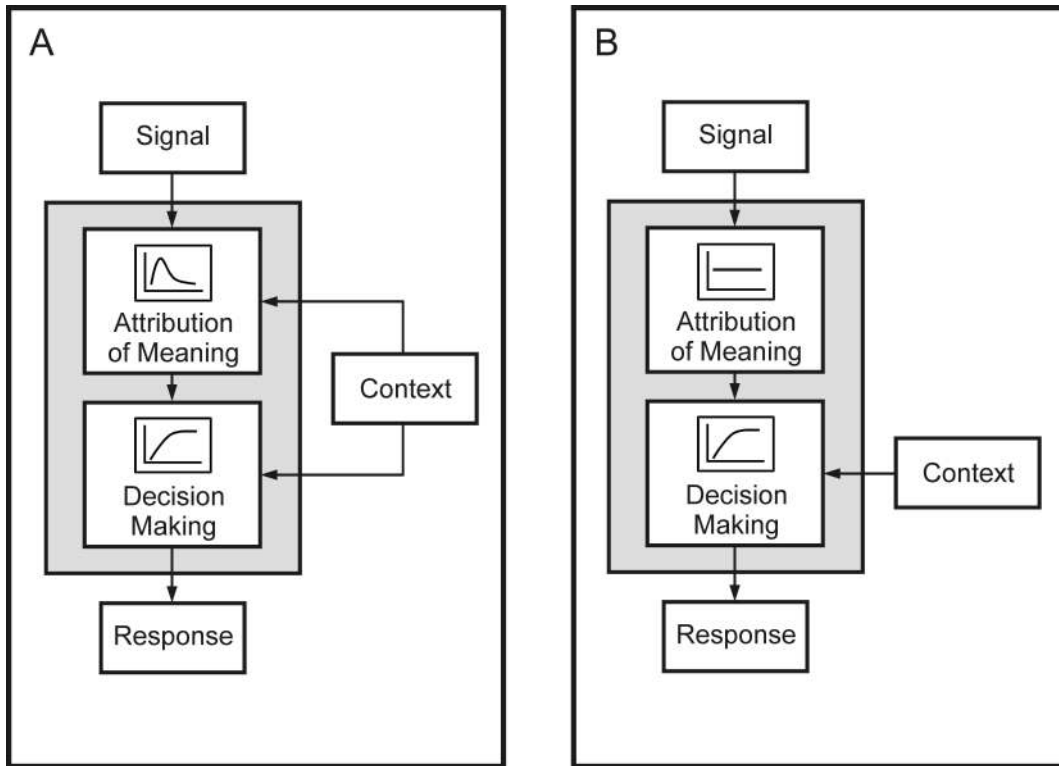 A
Signal
Attribution
of Meaning
Context
Decision
Making
Response
B
Signal
Attribution
of Meaning
Decision
Making
Context
Response